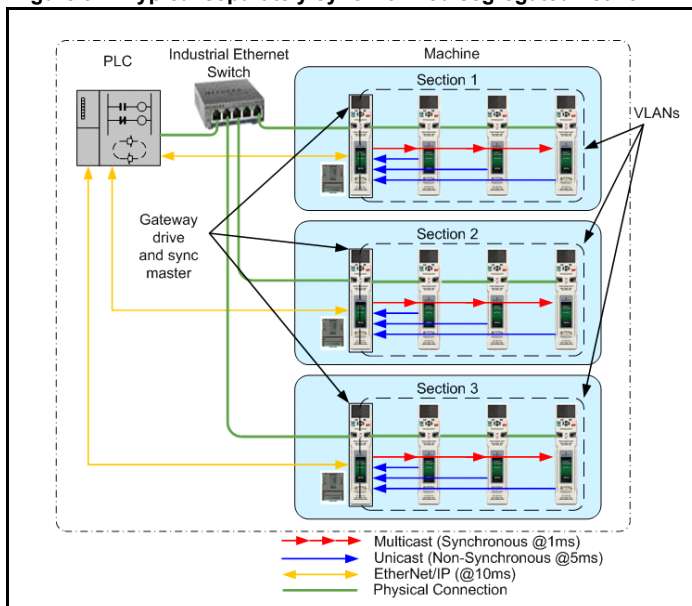 PLC
Industrial Ethernet
Switch
Machine
Section 1
VLANs
Gateway
drive
and sync
master
Section 2
Section 3
Multicast (Synchronous @1ms)
Unicast (Non-Synchronous @5ms)
EtherNet/IP (@10ms)
Physical Connection